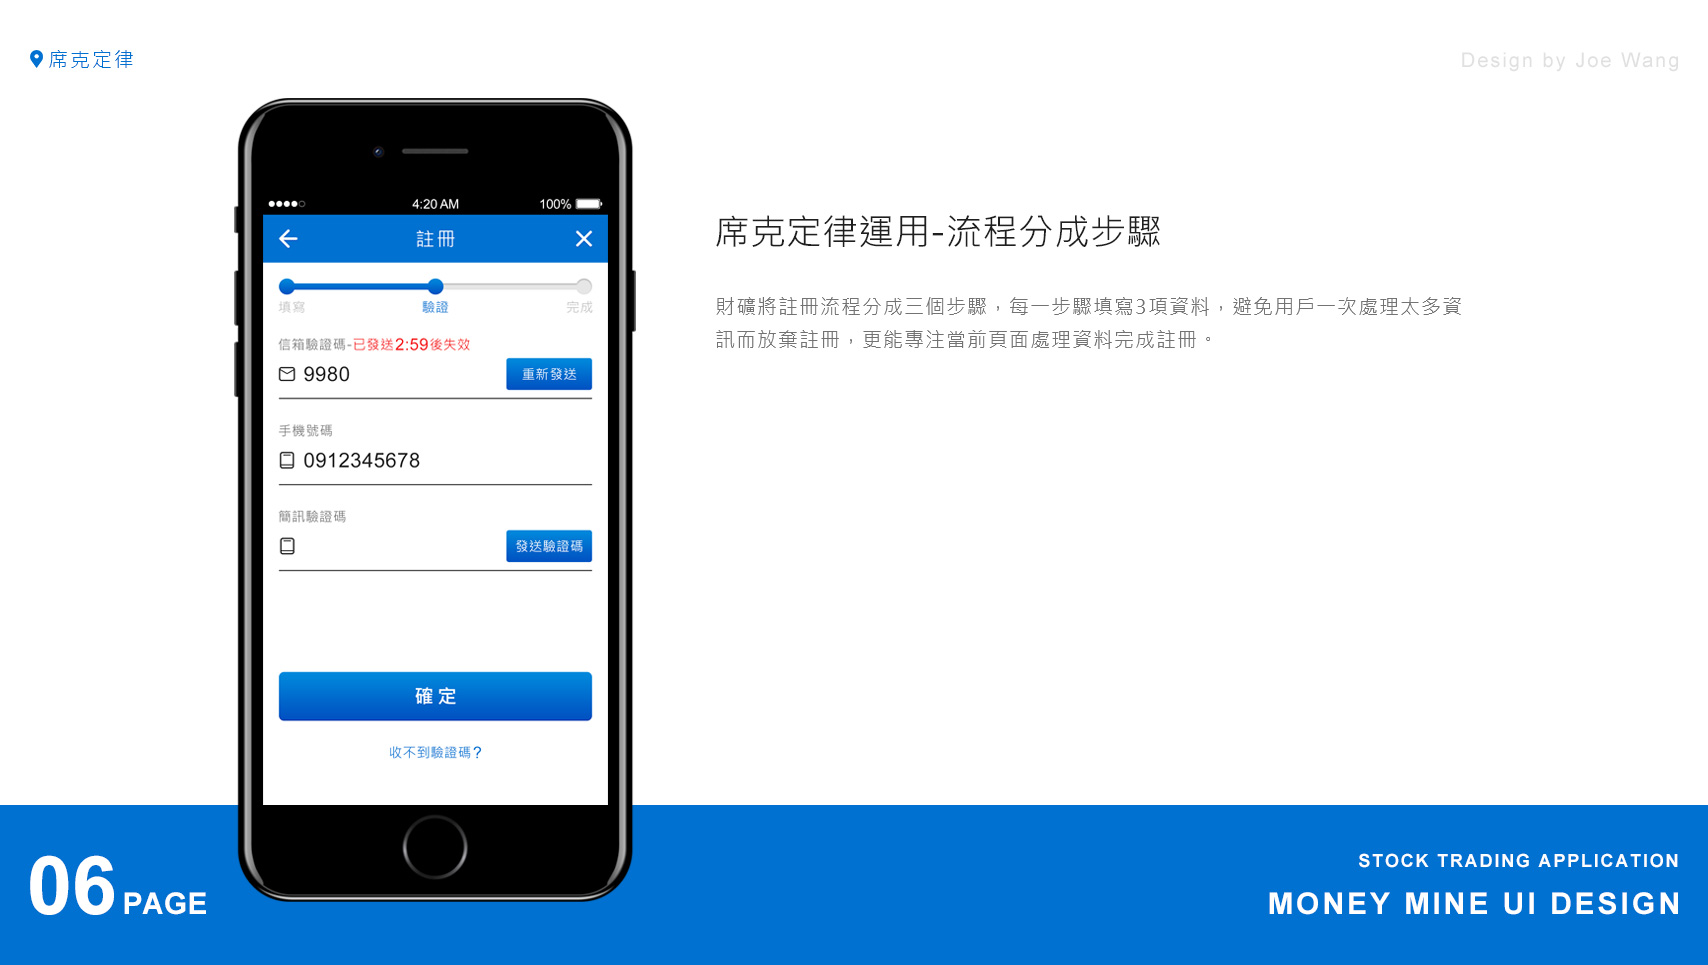 席克定律
Design by Joe Wang
4:20 AM
100%
註冊
填寫
驗證
完成
信箱驗證碼-已發送2:59後失效
9980
重新發送
手機號碼
0912345678
簡訊驗證碼
發送驗證碼
確定
收不到驗證碼?
席克定律運用-流程分成步驟
財礦將註冊流程分成三個步驟，每一步驟填寫3項資料，避免用戶一次處理太多資
訊而放棄註冊，更能專注當前頁面處理資料完成註冊。
06 PAGE
STOCK TRADING APPLICATION
MONEY MINE UI DESIGN